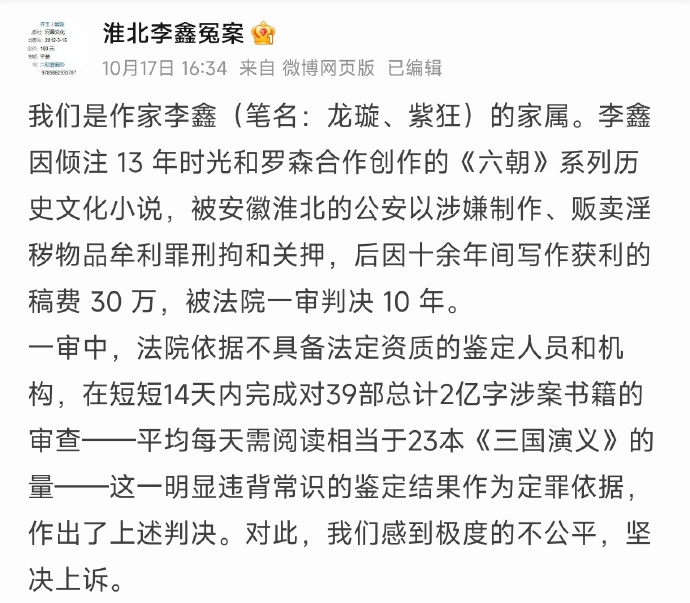 淮北李鑫冤案
10月17日 16:34 来自 微博网页版 已编辑
我们是作家李鑫（笔名：龙璇、紫狂）的家属。李鑫
因倾注 13 年时光和罗森合作创作的《六朝》系列历
史文化小说，被安徽淮北的公安以涉嫌制作、贩卖淫
秽物品牟利罪刑拘和关押，后因十余年间写作获利的
稿费 30 万，被法院一审判决 10 年。
一审中，法院依据不具备法定资质的鉴定人员和机
构，在短短14天内完成对39部总计2亿字涉案书籍的
审查——平均每天需阅读相当于23本《三国演义》的
量——这一明显违背常识的鉴定结果作为定罪依据，
作出了上述判决。对此，我们感到极度的不公平，坚
决上诉。